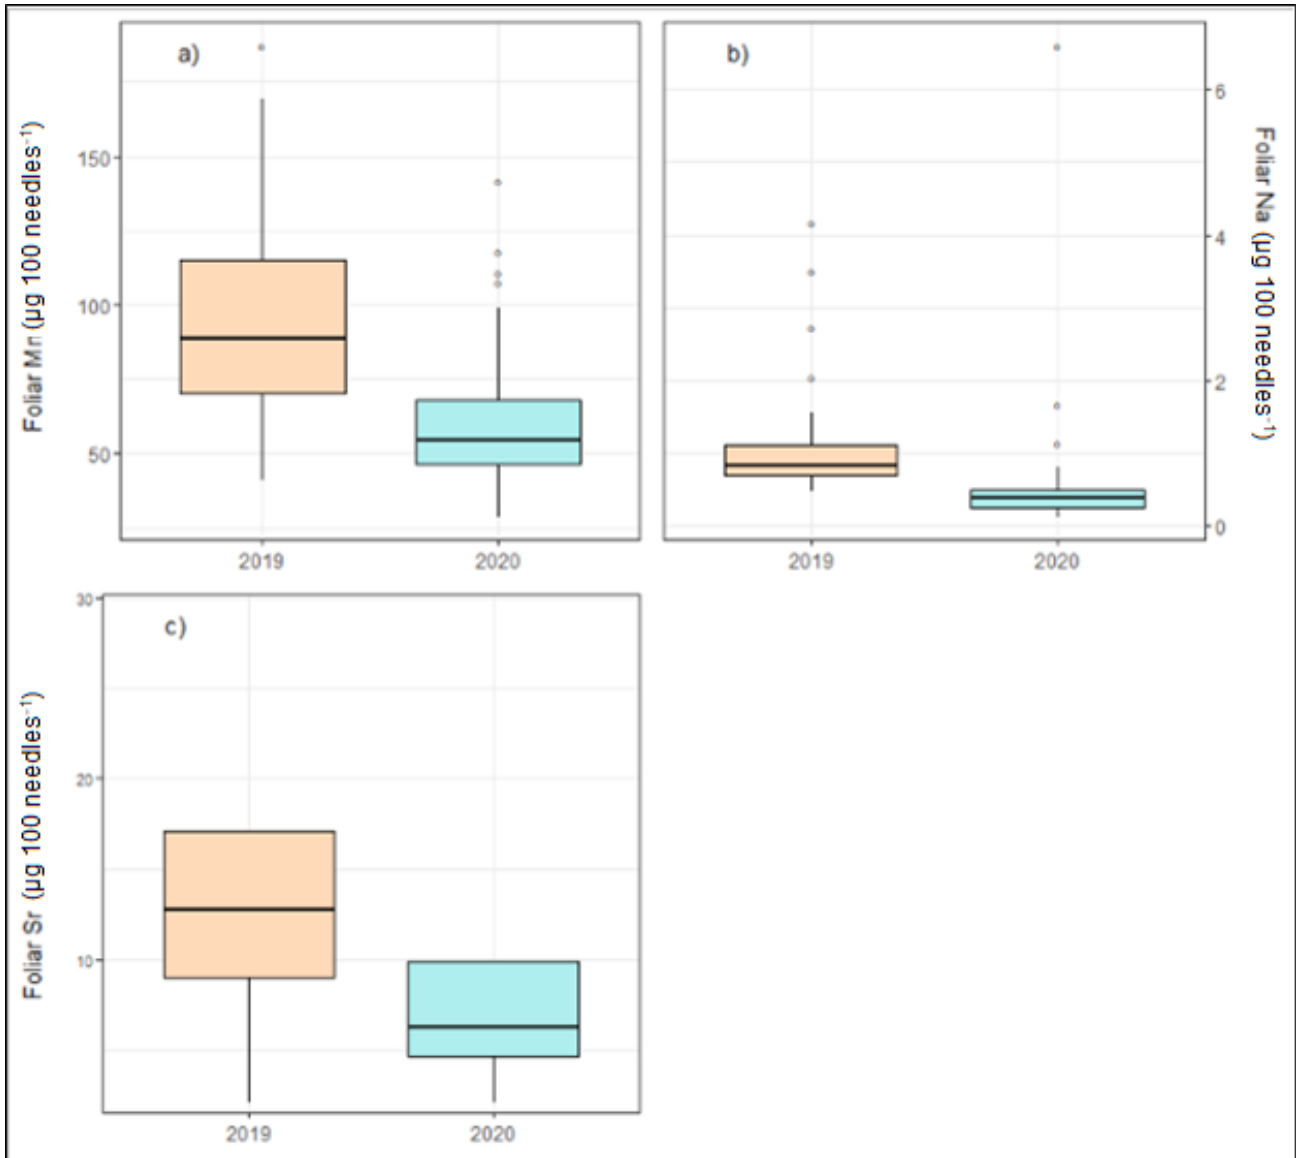 a)
Foliar Mn (µg 100 needles⁻¹)
150
100
50
2019 2020
b)
6
4
2
0
Foliar Na (µg 100 needles⁻¹)
2019 2020
c)
Foliar Sr (µg 100 needles⁻¹)
30
20
10
2019 2020